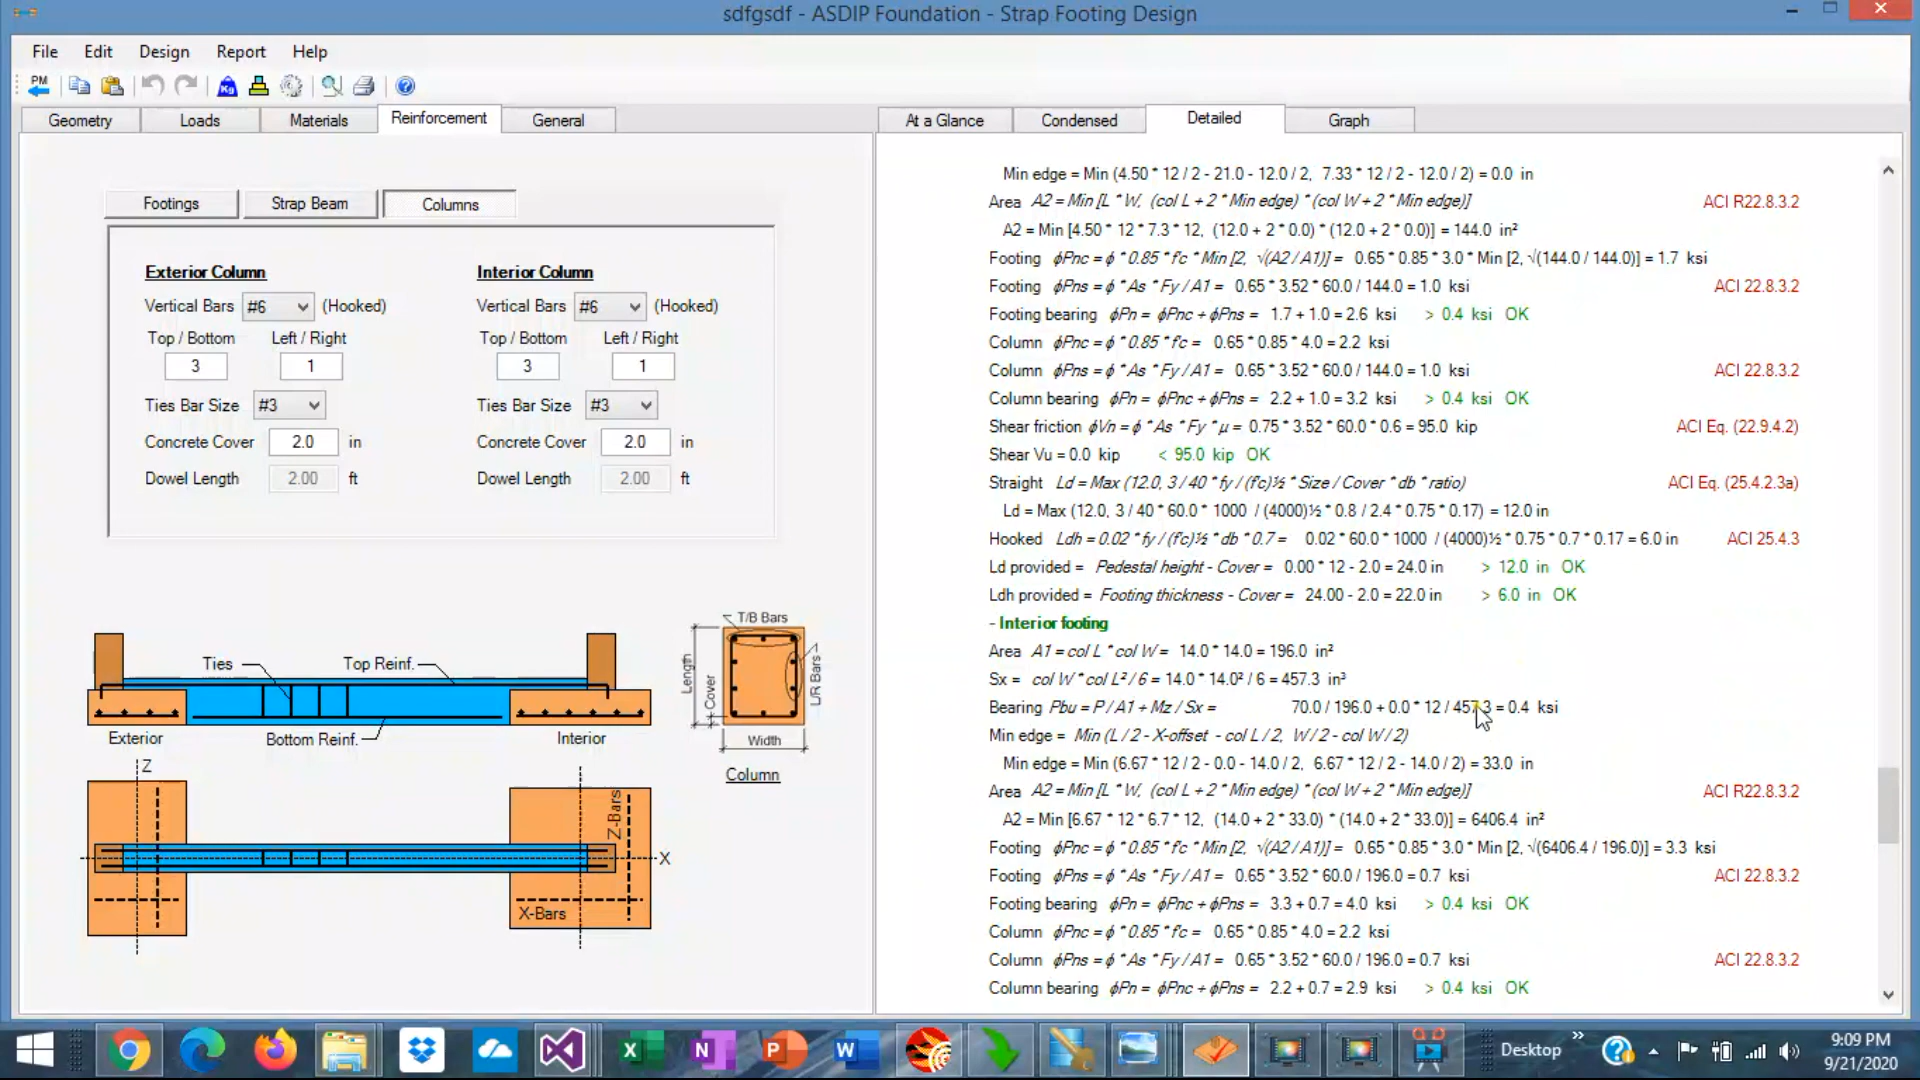 sdfgsdf - ASDIP Foundation - Strap Footing Design
File Edit Design Report Help
PM Kg
Geometry Loads Materials Reinforcement General
At a Glance Condensed Detailed Graph
Footings Strap Beam Columns
Exterior Column
Vertical Bars #6 (Hooked)
Top / Bottom Left / Right
3 1
Ties Bar Size #3
Concrete Cover 2.0 in
Dowel Length 2.00 ft
Interior Column
Vertical Bars #6 (Hooked)
Top / Bottom Left / Right
3 1
Ties Bar Size #3
Concrete Cover 2.0 in
Dowel Length 2.00 ft
Ties Top Reinf.
Exterior Bottom Reinf. Interior
Z
X
Z-Bars
X-Bars
T/B Bars
Length
Cover
L/R Bars
Width
Column
Min edge = Min (4.50 * 12 / 2 - 21.0 - 12.0 / 2, 7.33 * 12 / 2 - 12.0 / 2) = 0.0 in
Area A2 = Min [L * W, (col L + 2 * Min edge) * (col W + 2 * Min edge)] ACI R22.8.3.2
A2 = Min [4.50 * 12 * 7.3 * 12, (12.0 + 2 * 0.0) * (12.0 + 2 * 0.0)] = 144.0 in²
Footing ϕPnc = ϕ * 0.85 * f'c * Min [2, √(A2 / A1)] = 0.65 * 0.85 * 3.0 * Min [2, √(144.0 / 144.0)] = 1.7 ksi
Footing ϕPns = ϕ * As * Fy / A1 = 0.65 * 3.52 * 60.0 / 144.0 = 1.0 ksi ACI 22.8.3.2
Footing bearing ϕPn = ϕPnc + ϕPns = 1.7 + 1.0 = 2.6 ksi > 0.4 ksi OK
Column ϕPnc = ϕ * 0.85 * f'c = 0.65 * 0.85 * 4.0 = 2.2 ksi
Column ϕPns = ϕ * As * Fy / A1 = 0.65 * 3.52 * 60.0 / 144.0 = 1.0 ksi ACI 22.8.3.2
Column bearing ϕPn = ϕPnc + ϕPns = 2.2 + 1.0 = 3.2 ksi > 0.4 ksi OK
Shear friction ϕVn = ϕ * As * Fy * μ = 0.75 * 3.52 * 60.0 * 0.6 = 95.0 kip ACI Eq. (22.9.4.2)
Shear Vu = 0.0 kip < 95.0 kip OK
Straight Ld = Max (12.0, 3 / 40 * fy / (f'c)½ * Size / Cover * db * ratio) ACI Eq. (25.4.2.3a)
Ld = Max (12.0, 3 / 40 * 60.0 * 1000 / (4000)½ * 0.8 / 2.4 * 0.75 * 0.17) = 12.0 in
Hooked Ldh = 0.02 * fy / (f'c)½ * db * 0.7 = 0.02 * 60.0 * 1000 / (4000)½ * 0.75 * 0.7 * 0.17 = 6.0 in ACI 25.4.3
Ld provided = Pedestal height - Cover = 0.00 * 12 - 2.0 = 24.0 in > 12.0 in OK
Ldh provided = Footing thickness - Cover = 24.00 - 2.0 = 22.0 in > 6.0 in OK
- Interior footing
Area A1 = col L * col W = 14.0 * 14.0 = 196.0 in²
Sx = col W * col L² / 6 = 14.0 * 14.0² / 6 = 457.3 in³
Bearing Pbu = P / A1 + Mz / Sx = 70.0 / 196.0 + 0.0 * 12 / 457.3 = 0.4 ksi
Min edge = Min (L / 2 - X-offset - col L / 2, W / 2 - col W / 2)
Min edge = Min (6.67 * 12 / 2 - 0.0 - 14.0 / 2, 6.67 * 12 / 2 - 14.0 / 2) = 33.0 in
Area A2 = Min [L * W, (col L + 2 * Min edge) * (col W + 2 * Min edge)] ACI R22.8.3.2
A2 = Min [6.67 * 12 * 6.7 * 12, (14.0 + 2 * 33.0) * (14.0 + 2 * 33.0)] = 6406.4 in²
Footing ϕPnc = ϕ * 0.85 * f'c * Min [2, √(A2 / A1)] = 0.65 * 0.85 * 3.0 * Min [2, √(6406.4 / 196.0)] = 3.3 ksi
Footing ϕPns = ϕ * As * Fy / A1 = 0.65 * 3.52 * 60.0 / 196.0 = 0.7 ksi ACI 22.8.3.2
Footing bearing ϕPn = ϕPnc + ϕPns = 3.3 + 0.7 = 4.0 ksi > 0.4 ksi OK
Column ϕPnc = ϕ * 0.85 * f'c = 0.65 * 0.85 * 4.0 = 2.2 ksi
Column ϕPns = ϕ * As * Fy / A1 = 0.65 * 3.52 * 60.0 / 196.0 = 0.7 ksi ACI 22.8.3.2
Column bearing ϕPn = ϕPnc + ϕPns = 2.2 + 0.7 = 2.9 ksi > 0.4 ksi OK
Desktop
9:09 PM
9/21/2020